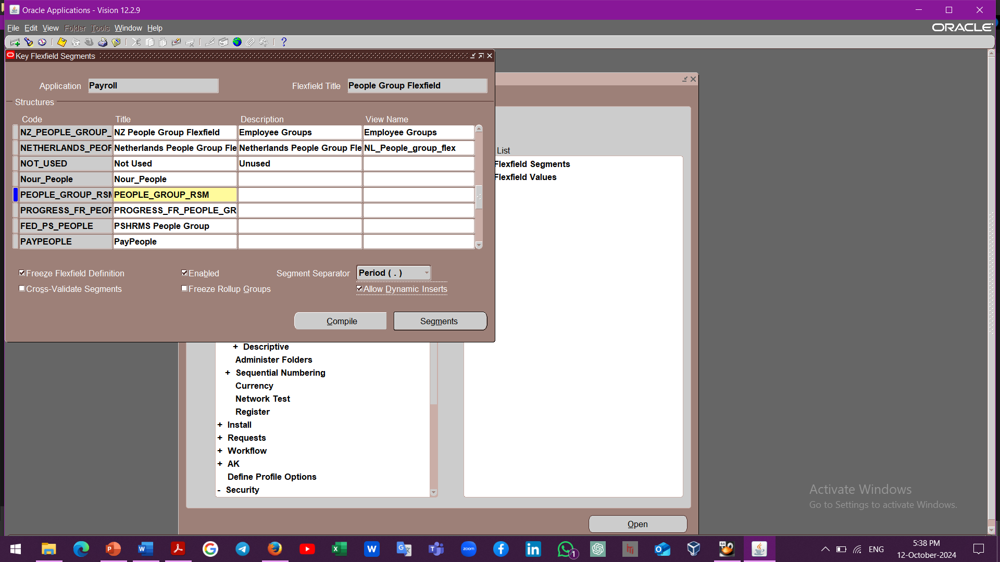 Oracle Applications - Vision 12.2.9
File Edit View Folder Tools Window Help
ORACLE
Key Flexfield Segments
Application Payroll
Flexfield Title People Group Flexfield
Structures
Code Title Description View Name
NZ_PEOPLE_GROUP_ NZ People Group Flexfield Employee Groups Employee Groups
NETHERLANDS_PEOP Netherlands People Group Fle Netherlands People Group Fle NL_People_group_flex
NOT_USED Not Used Unused
Nour_People Nour_People
PEOPLE_GROUP_RSM PEOPLE_GROUP_RSM
PROGRESS_FR_PEOP PROGRESS_FR_PEOPLE_GR
FED_PS_PEOPLE PSHRMS People Group
PAYPEOPLE PayPeople
Freeze Flexfield Definition Enabled Segment Separator Period ( . )
Cross-Validate Segments Freeze Rollup Groups Allow Dynamic Inserts
Compile Segments
List
Flexfield Segments
Flexfield Values
+ Descriptive
Administer Folders
+ Sequential Numbering
Currency
Network Test
Register
+ Install
+ Requests
+ Workflow
+ AK
Define Profile Options
- Security
Open
Activate Windows
Go to Settings to activate Windows.
zoom
1
64
ENG
5:38 PM
12-October-2024